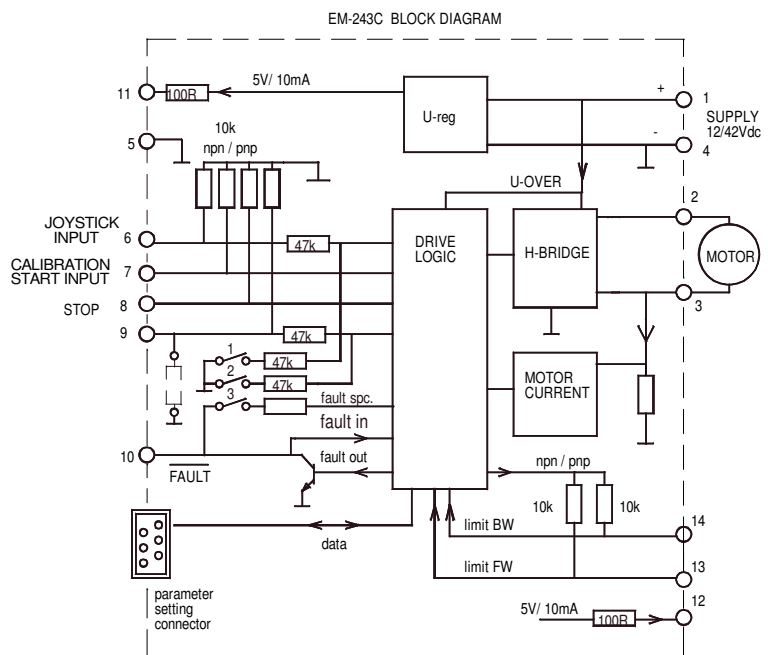 EM-243C BLOCK DIAGRAM
11
100R
5V/ 10mA
U-reg
+
1
SUPPLY
12/42Vdc
-
4
5
10k
npn / pnp
U-OVER
2
JOYSTICK
INPUT
6
47k
DRIVE
LOGIC
H-BRIDGE
MOTOR
CALIBRATION
START INPUT
7
STOP
8
3
9
47k
1
47k
2
47k
3
fault spc.
MOTOR
CURRENT
fault in
10
FAULT
fault out
npn / pnp
10k
10k
limit BW
14
data
limit FW
13
parameter
setting
connector
5V/ 10mA
100R
12